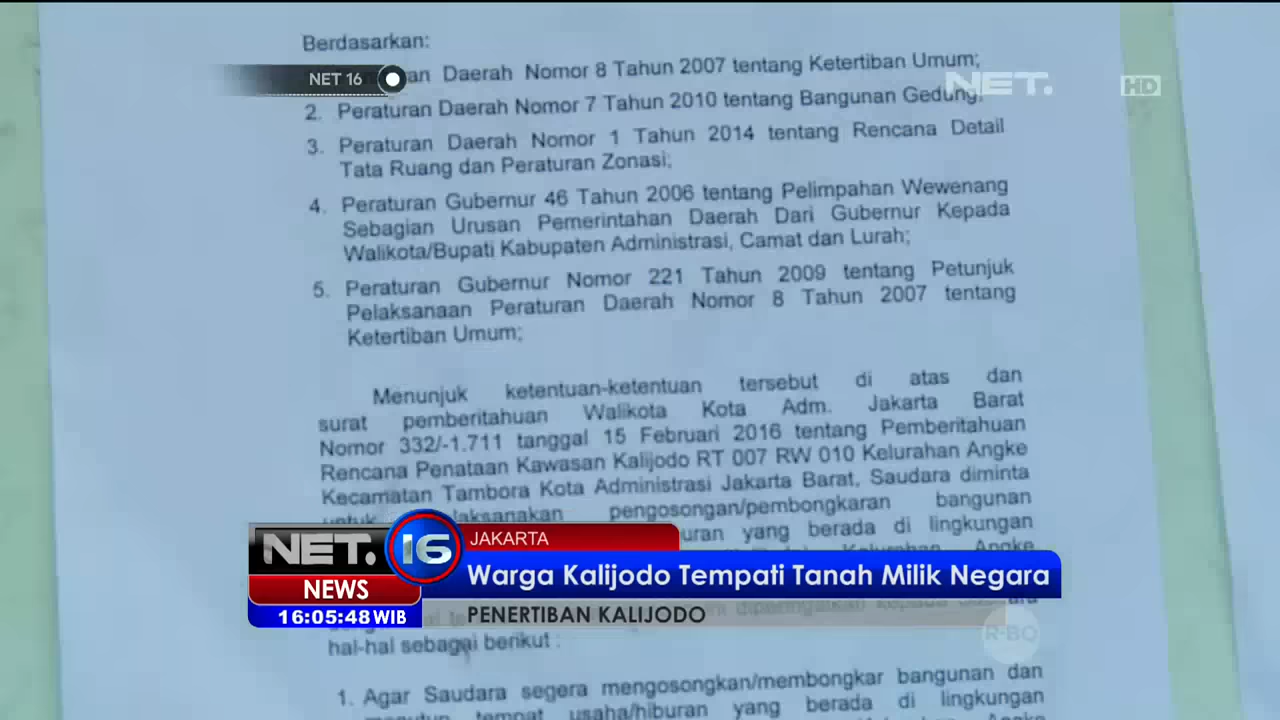 Berdasarkan:
NET 16
an Daerah Nomor 8 Tahun 2007 tentang Ketertiban Umum;
NET.
HD
2. Peraturan Daerah Nomor 7 Tahun 2010 tentang Bangunan Gedung;
3. Peraturan Daerah Nomor 1 Tahun 2014 tentang Rencana Detail
Tata Ruang dan Peraturan Zonasi;
4. Peraturan Gubernur 46 Tahun 2006 tentang Pelimpahan Wewenang
Sebagian Urusan Pemerintahan Daerah Dari Gubernur Kepada
Walikota/Bupati Kabupaten Administrasi, Camat dan Lurah;
5. Peraturan Gubernur Nomor 221 Tahun 2009 tentang Petunjuk
Pelaksanaan Peraturan Daerah Nomor 8 Tahun 2007 tentang
Ketertiban Umum;
Menunjuk ketentuan-ketentuan tersebut di atas dan
surat pemberitahuan Walikota Kota Adm. Jakarta Barat
Nomor 332/-1.711 tanggal 15 Februari 2016 tentang Pemberitahuan
Rencana Penataan Kawasan Kalijodo RT 007 RW 010 Kelurahan Angke
Kecamatan Tambora Kota Administrasi Jakarta Barat, Saudara diminta
untuk laksanakan pengosongan/pembongkaran bangunan
uran yang berada di lingkungan
Kelurahan Angke
NET. 16
NEWS
16:05:48 WIB
JAKARTA
Warga Kalijodo Tempati Tanah Milik Negara
PENERTIBAN KALIJODO
R-BO
hal-hal sebagai berikut :
1. Agar Saudara segera mengosongkan/membongkar bangunan dan
tempat usaha/hiburan yang berada di lingkungan